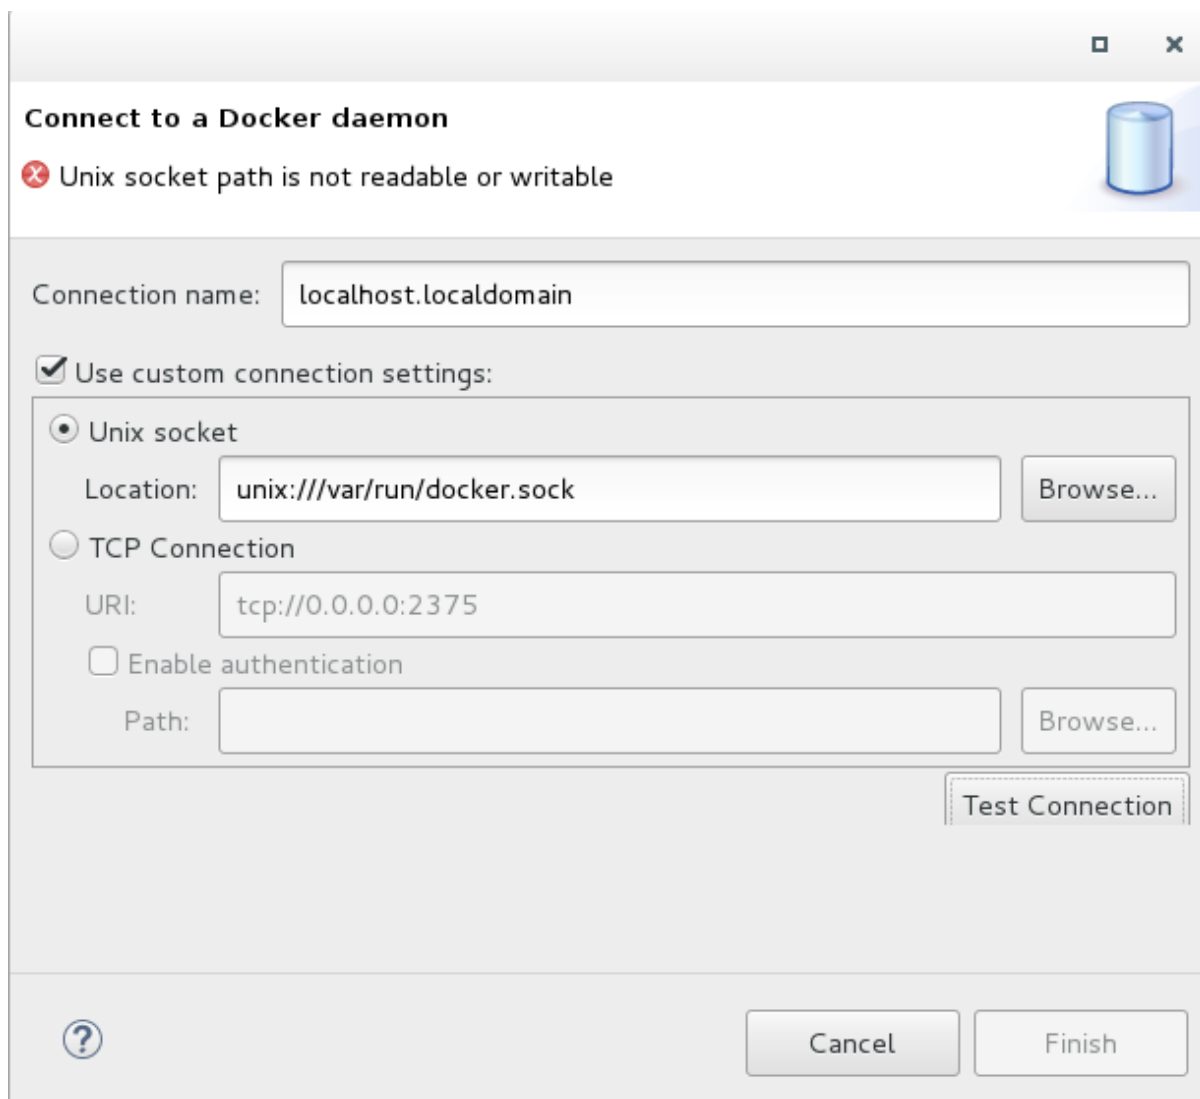 Connect to a Docker daemon
Unix socket path is not readable or writable
Connection name: localhost.localdomain
Use custom connection settings:
Unix socket
Location: unix:///var/run/docker.sock Browse...
TCP Connection
URI: tcp://0.0.0.0:2375
Enable authentication
Path: Browse...
Test Connection
? Cancel Finish